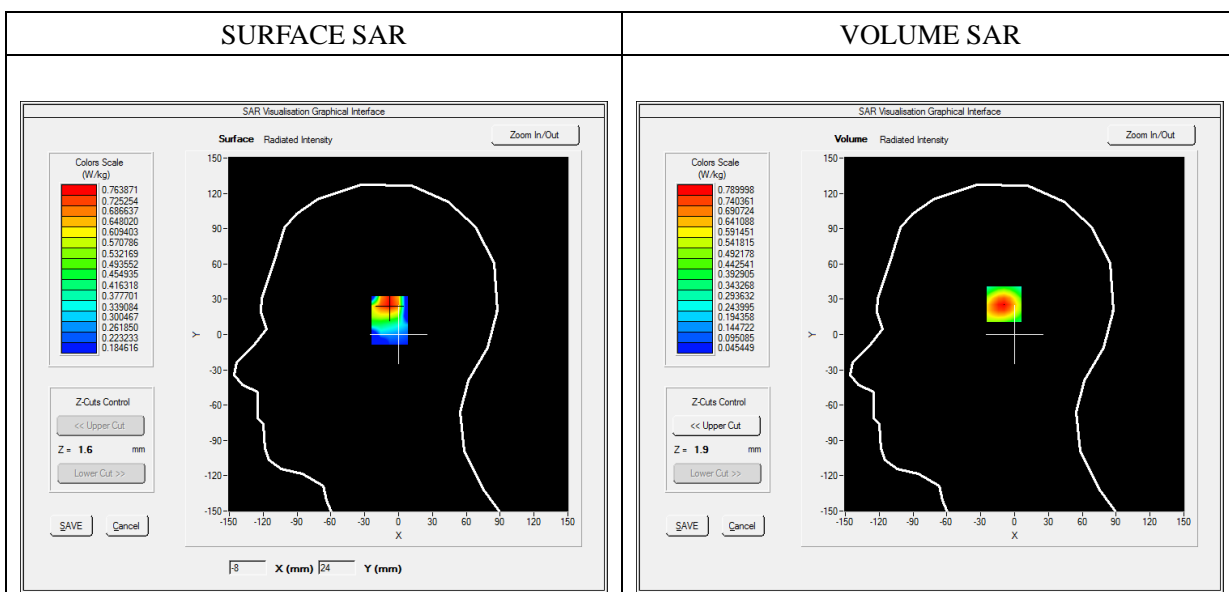 SURFACE SAR
SAR Visualisation Graphical Interface
Surface Radiated Intensity
Zoom In/Out
Colors Scale
(W/kg)
0.763871
0.725254
0.686637
0.648020
0.609403
0.570786
0.532169
0.493552
0.454935
0.416318
0.377701
0.339084
0.300467
0.261850
0.223233
0.184616
Z-Cuts Control
<< Upper Cut
Z = 1.6 mm
Lower Cut >>
SAVE Cancel
150
120
90
60
30
0
-30
-60
-90
-120
-150
Y
-150 -120 -90 -60 -30 0 30 60 90 120 150
X
-8 X (mm) 24 Y (mm)
VOLUME SAR
SAR Visualisation Graphical Interface
Volume Radiated Intensity
Zoom In/Out
Colors Scale
(W/kg)
0.789998
0.740361
0.690724
0.641088
0.591451
0.541815
0.492178
0.442541
0.392905
0.343268
0.293632
0.243995
0.194358
0.144722
0.095085
0.045449
Z-Cuts Control
<< Upper Cut
Z = 1.9 mm
Lower Cut >>
SAVE Cancel
150
120
90
60
30
0
-30
-60
-90
-120
-150
Y
-150 -120 -90 -60 -30 0 30 60 90 120 150
X